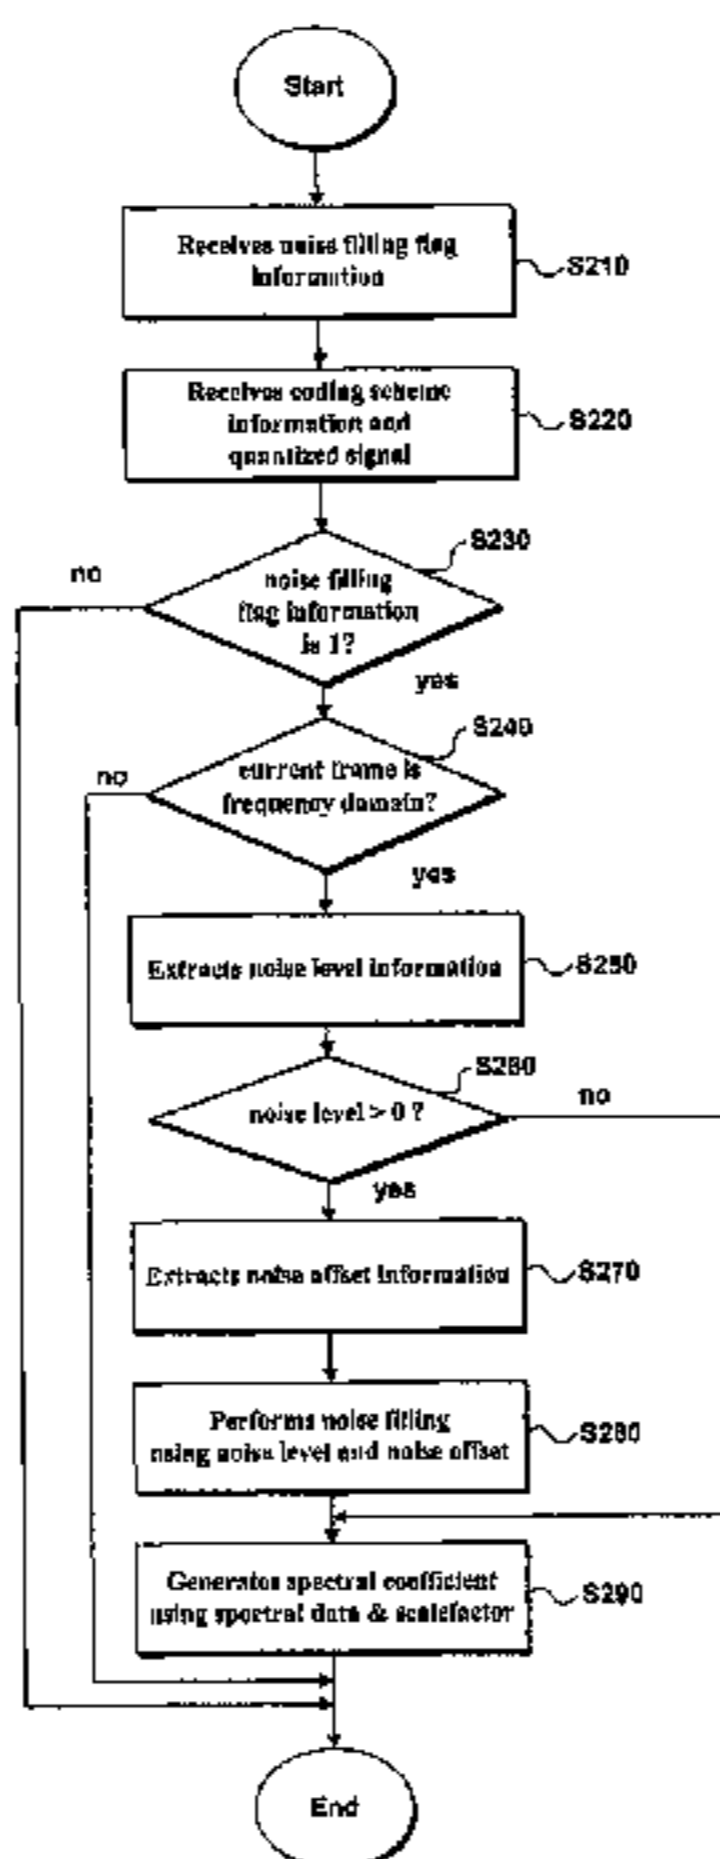 Start
Receives noise filling flag
information
S210
Receives coding scheme
information and
quantized signal
S220
S230
no
noise filling
flag information
is 1?
yes
S240
no
current frame is
frequency domain?
yes
Extracts noise level information
S250
S260
noise level > 0 ?
no
yes
Extracts noise offset information
S270
Performs noise filling
using noise level and noise offset
S280
Generates spectral coefficient
using spectral data & scalefactor
S290
End